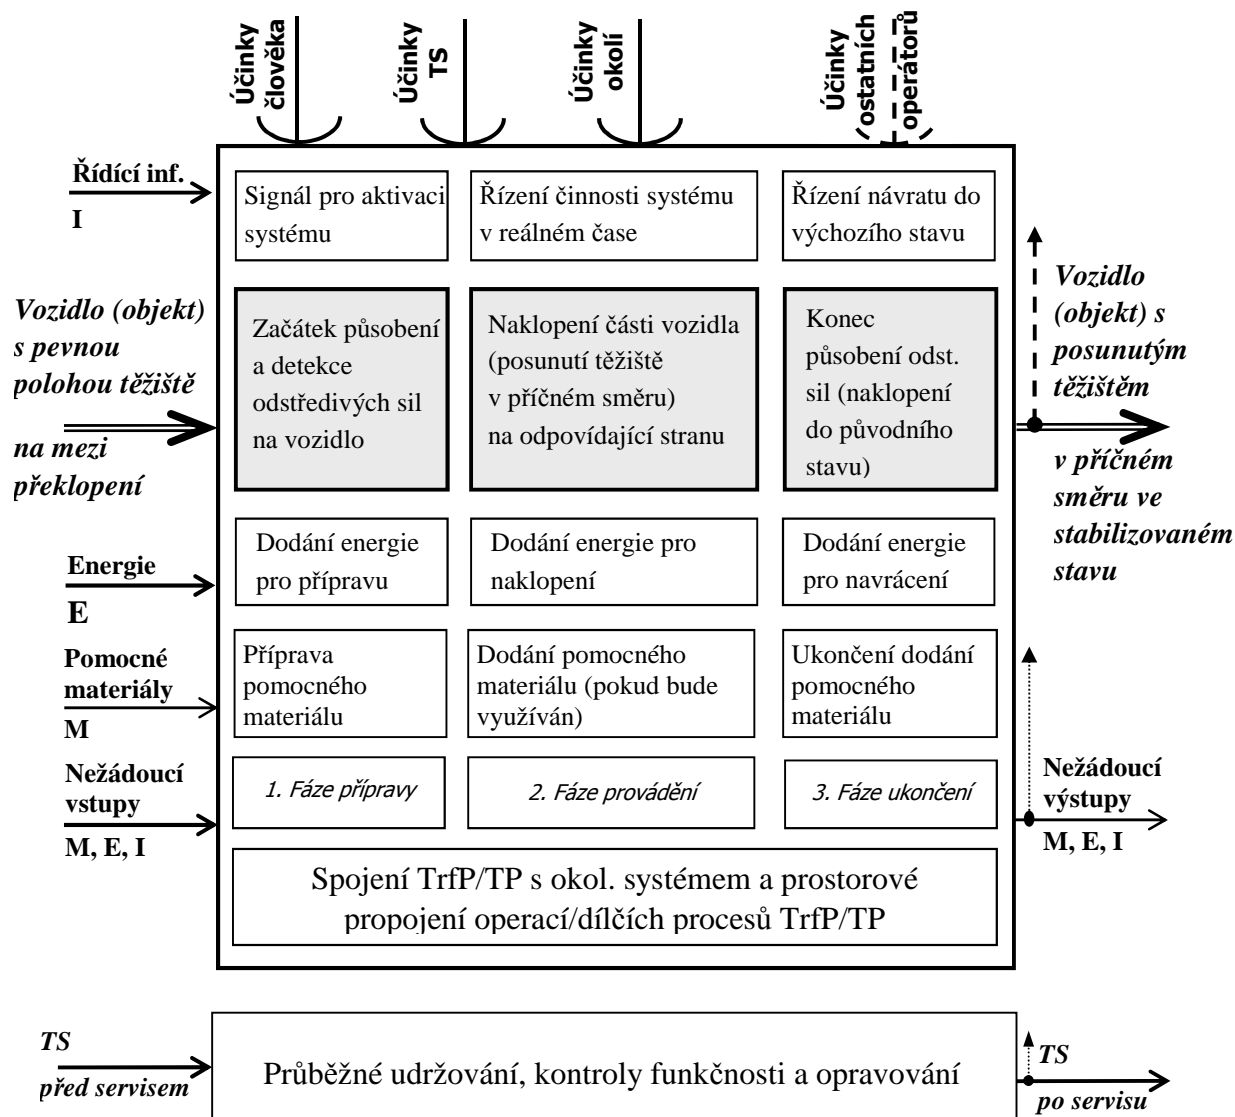 Účinky
člověka
Účinky
TS
Účinky
okolí
Účinky
ostatních
operátorů
Řídící inf.
I
Signál pro aktivaci
systému
Řízení činnosti systému
v reálném čase
Řízení návratu do
výchozího stavu
Vozidlo (objekt)
s pevnou
polohou těžiště
na mezi
překlopení
Začátek působení
a detekce
odstředivých sil
na vozidlo
Naklopení části vozidla
(posunutí těžiště
v příčném směru)
na odpovídající stranu
Konec
působení odst.
sil (naklopení
do původního
stavu)
Vozidlo
(objekt) s
posunutým
těžištěm
v příčném
směru ve
stabilizovaném
stavu
Energie
E
Dodání energie
pro přípravu
Dodání energie pro
naklopení
Dodání energie
pro navrácení
Pomocné
materiály
M
Příprava
pomocného
materiálu
Dodání pomocného
materiálu (pokud bude
využíván)
Ukončení dodání
pomocného
materiálu
Nežádoucí
vstupy
M, E, I
1. Fáze přípravy
2. Fáze provádění
3. Fáze ukončení
Nežádoucí
výstupy
M, E, I
Spojení TrfP/TP s okol. systémem a prostorové
propojení operací/dílčích procesů TrfP/TP
TS
před servisem
Průběžné udržování, kontroly funkčnosti a opravování
TS
po servisu